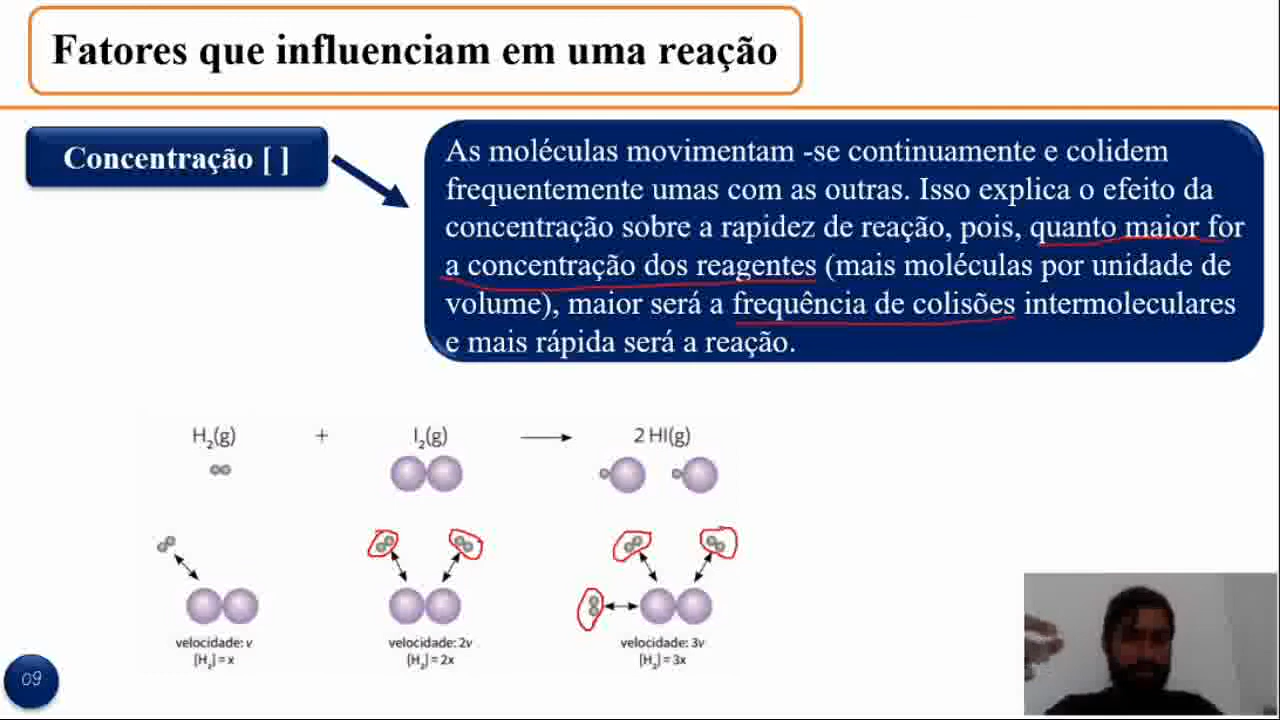 Fatores que influenciam em uma reação
Concentração [ ]
As moléculas movimentam -se continuamente e colidem
frequentemente umas com as outras. Isso explica o efeito da
concentração sobre a rapidez de reação, pois, quanto maior for
a concentração dos reagentes (mais moléculas por unidade de
volume), maior será a frequência de colisões intermoleculares
e mais rápida será a reação.
H₂(g) + I₂(g) → 2 HI(g)
velocidade: v
[H₂] = x
velocidade: 2v
[H₂] = 2x
velocidade: 3v
[H₂] = 3x
09